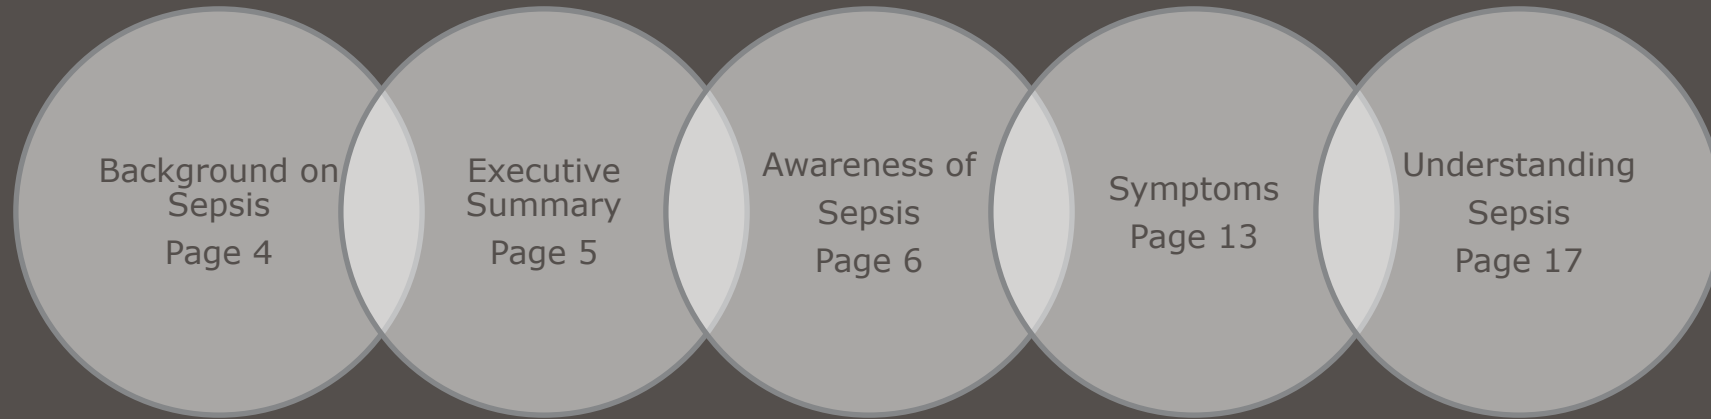 Background on
Sepsis
Page 4
Executive
Summary
Page 5
Awareness of
Sepsis
Page 6
Symptoms
Page 13
Understanding
Sepsis
Page 17